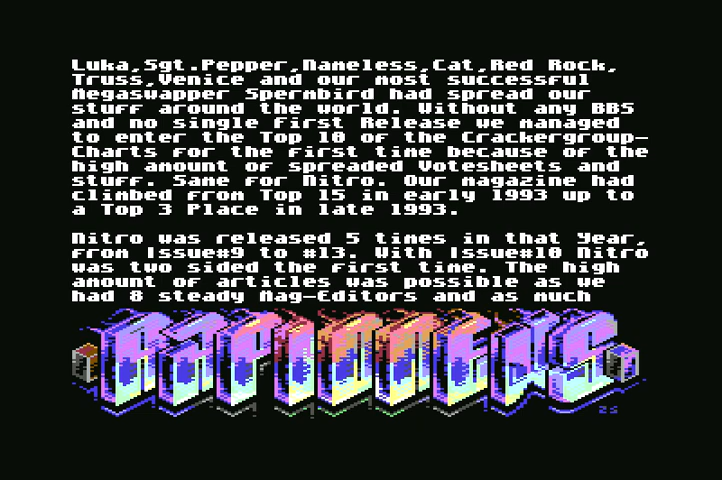 Luka,Sgt.Pepper,Nameless,Cat,Red Rock,
Truss,Venice and our most successful
Megaswapper Spermbird had spread our
stuff around the world. Without any BBS
and no single First Release we managed
to enter the Top 10 of the Crackergroup-
Charts for the first time because of the
high amount of spreaded Votesheets and
stuff. Same for Nitro. Our magazine had
climbed from Top 15 in early 1993 up to
a Top 3 Place in late 1993.
Nitro was released 5 times in that Year,
from Issue#9 to #13. With Issue#10 Nitro
was two sided the first time. The high
amount of articles was possible as we
had 8 steady Mag-Editors and as much